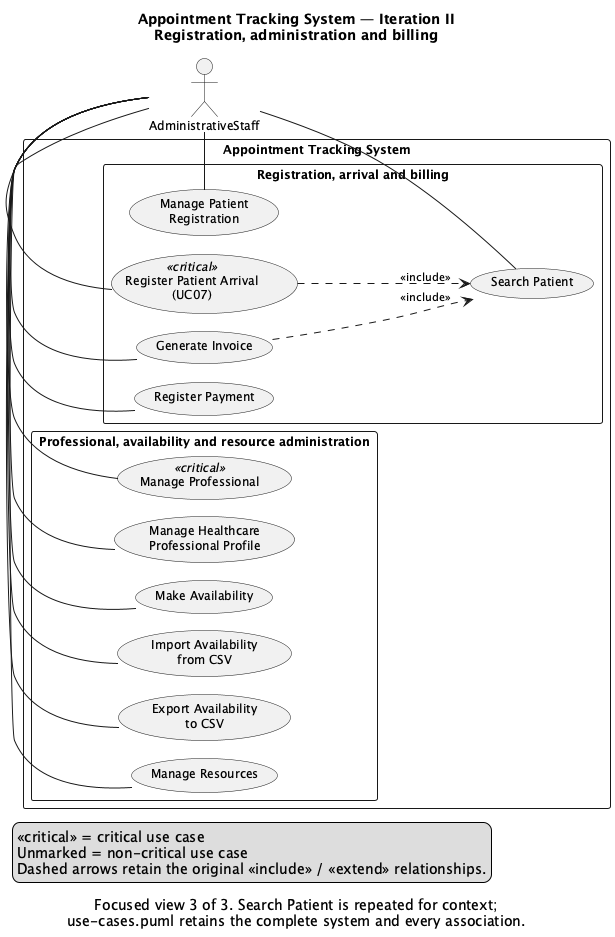 Appointment Tracking System — Iteration II
Registration, administration and billing
AdministrativeStaff
Appointment Tracking System
Registration, arrival and billing
Manage Patient
Registration
«critical»
Register Patient Arrival
(UC07)
«include»
«include»
Search Patient
Generate Invoice
Register Payment
Professional, availability and resource administration
«critical»
Manage Professional
Manage Healthcare
Professional Profile
Make Availability
Import Availability
from CSV
Export Availability
to CSV
Manage Resources
«critical» = critical use case
Unmarked = non-critical use case
Dashed arrows retain the original «include» / «extend» relationships.
Focused view 3 of 3. Search Patient is repeated for context;
use-cases.puml retains the complete system and every association.